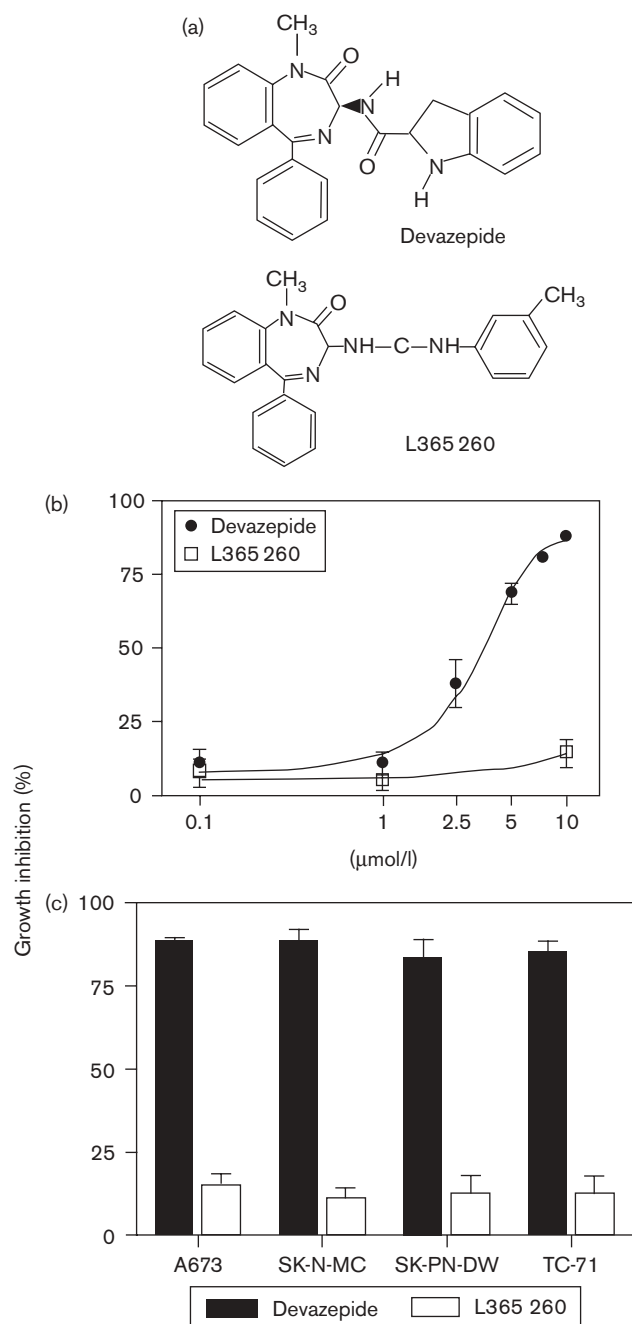 (a)
CH3
N
O
H
N
N
O
N
H
Devazepide
CH3
N
O
CH3
NH—C—NH
N
L365 260
(b)
100
75
50
25
0
Devazepide
L365 260
0.1
1
2.5
5
10
(μmol/l)
Growth inhibition (%)
(c)
100
75
50
25
0
A673
SK-N-MC
SK-PN-DW
TC-71
Devazepide
L365 260